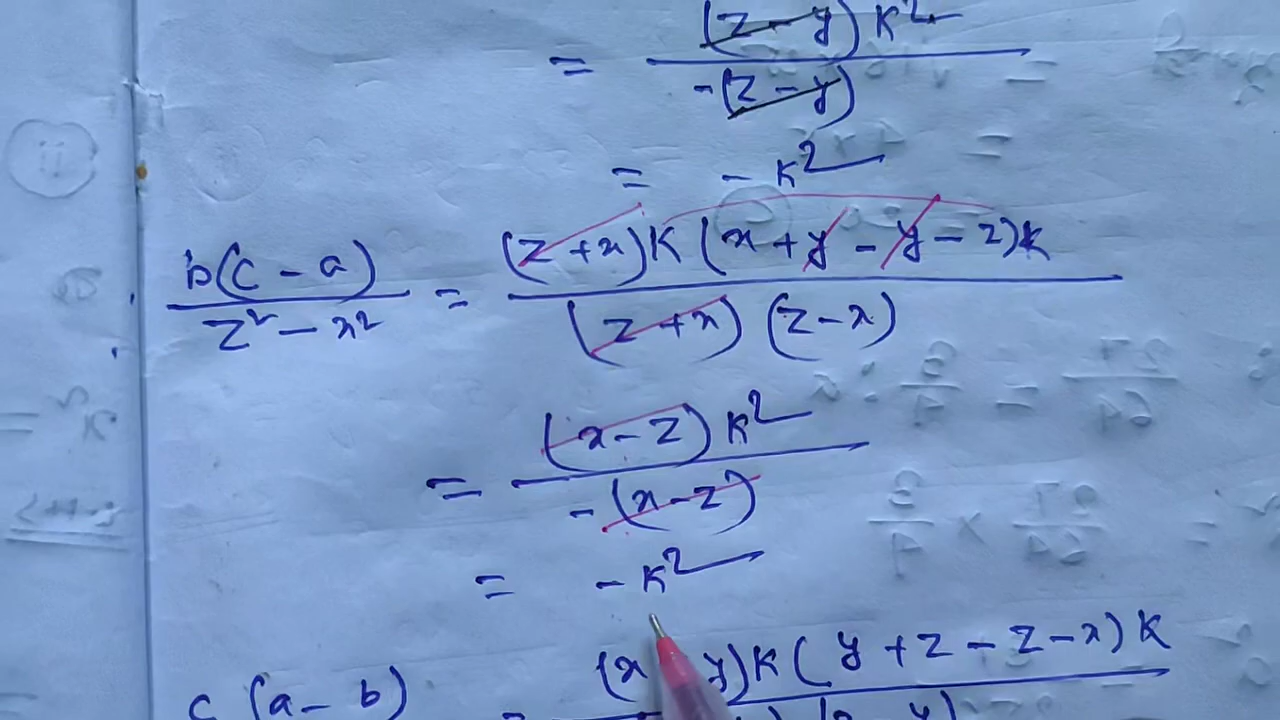 = (z - y) K² / -(z - y)
= - K²
b(c - a) / z² - x² = (z + x)K (x + y - y - z)K / (z + x) (z - x)
= (x - z) K² / - (x - z)
= - K²
c (a - b) = (x y)K ( y + z - z - x) K